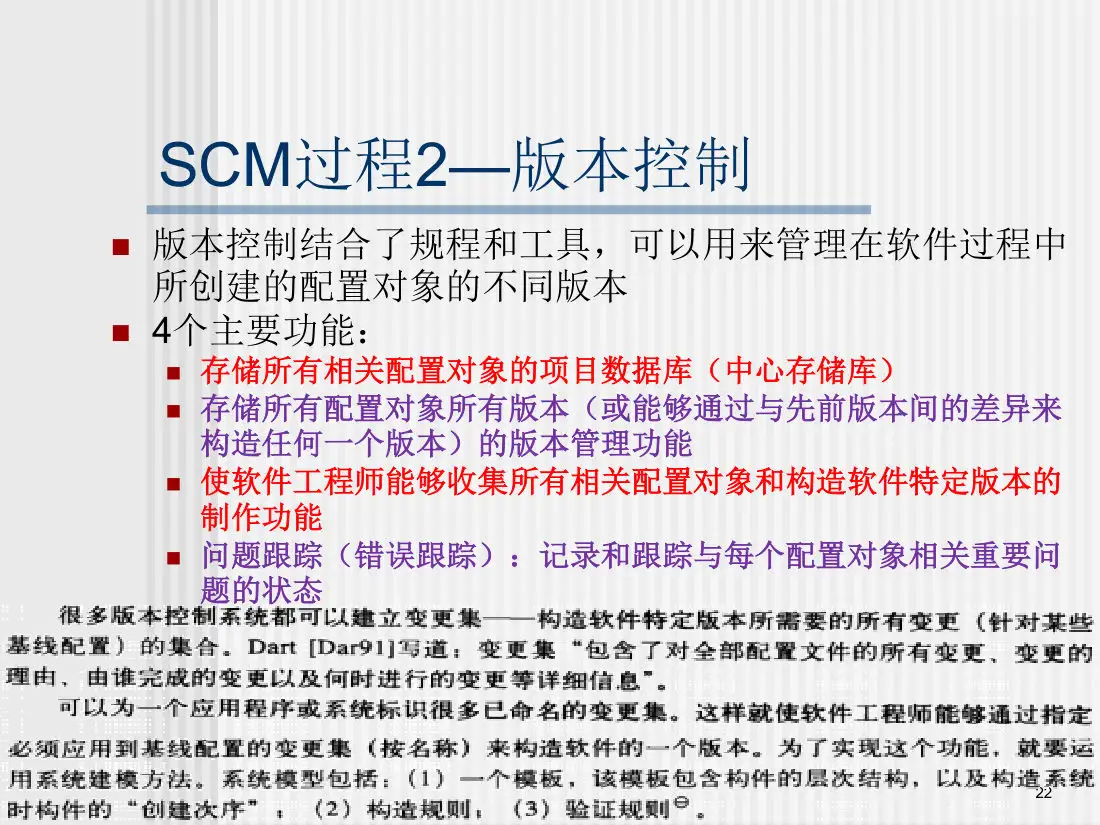 SCM过程2—版本控制
版本控制结合了规程和工具，可以用来管理在软件过程中
所创建的配置对象的不同版本
4个主要功能：
存储所有相关配置对象的项目数据库（中心存储库）
存储所有配置对象所有版本（或能够通过与先前版本间的差异来
构造任何一个版本）的版本管理功能
使软件工程师能够收集所有相关配置对象和构造软件特定版本的
制作功能
问题跟踪（错误跟踪）：记录和跟踪与每个配置对象相关重要问
题的状态
很多版本控制系统都可以建立变更集——构造软件特定版本所需要的所有变更（针对某些
基线配置）的集合。Dart [Dar91]写道：变更集“包含了对全部配置文件的所有变更、变更的
理由、由谁完成的变更以及何时进行的变更等详细信息”。
可以为一个应用程序或系统标识很多已命名的变更集。这样就使软件工程师能够通过指定
必须应用到基线配置的变更集（按名称）来构造软件的一个版本。为了实现这个功能，就要运
用系统建模方法。系统模型包括：（1）一个模板，该模板包含构件的层次结构，以及构造系统
时构件的“创建次序”；（2）构造规则；（3）验证规则⊖。
22